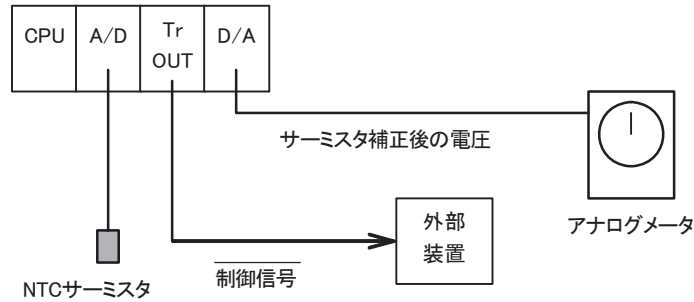 CPU
A/D
Tr
OUT
D/A
サーミスタ補正後の電圧
アナログメータ
外部
装置
制御信号
NTCサーミスタ